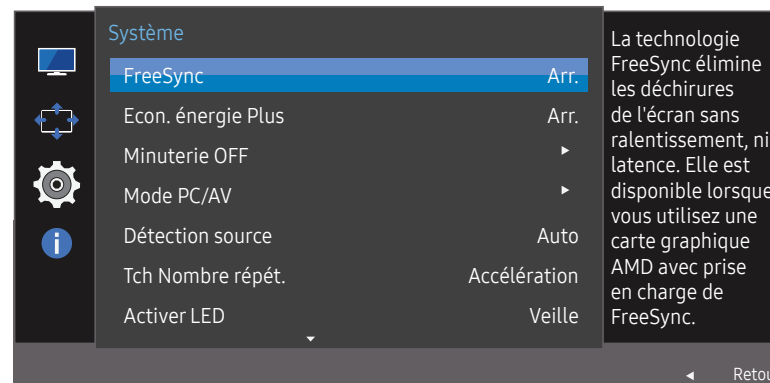 Système
FreeSync Arr.
Econ. énergie Plus Arr.
Minuterie OFF
Mode PC/AV
Détection source Auto
Tch Nombre répét. Accélération
Activer LED Veille
La technologie
FreeSync élimine
les déchirures
de l'écran sans
ralentissement, ni
latence. Elle est
disponible lorsque
vous utilisez une
carte graphique
AMD avec prise
en charge de
FreeSync.